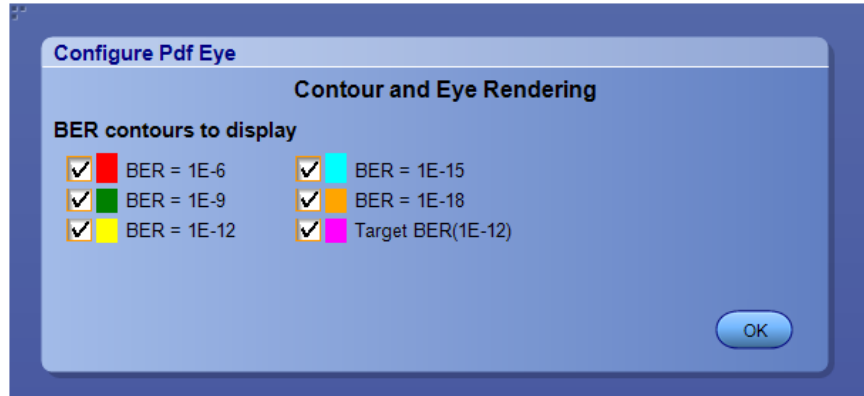 Configure Pdf Eye
Contour and Eye Rendering
BER contours to display
BER = 1E-6
BER = 1E-15
BER = 1E-9
BER = 1E-18
BER = 1E-12
Target BER(1E-12)
OK